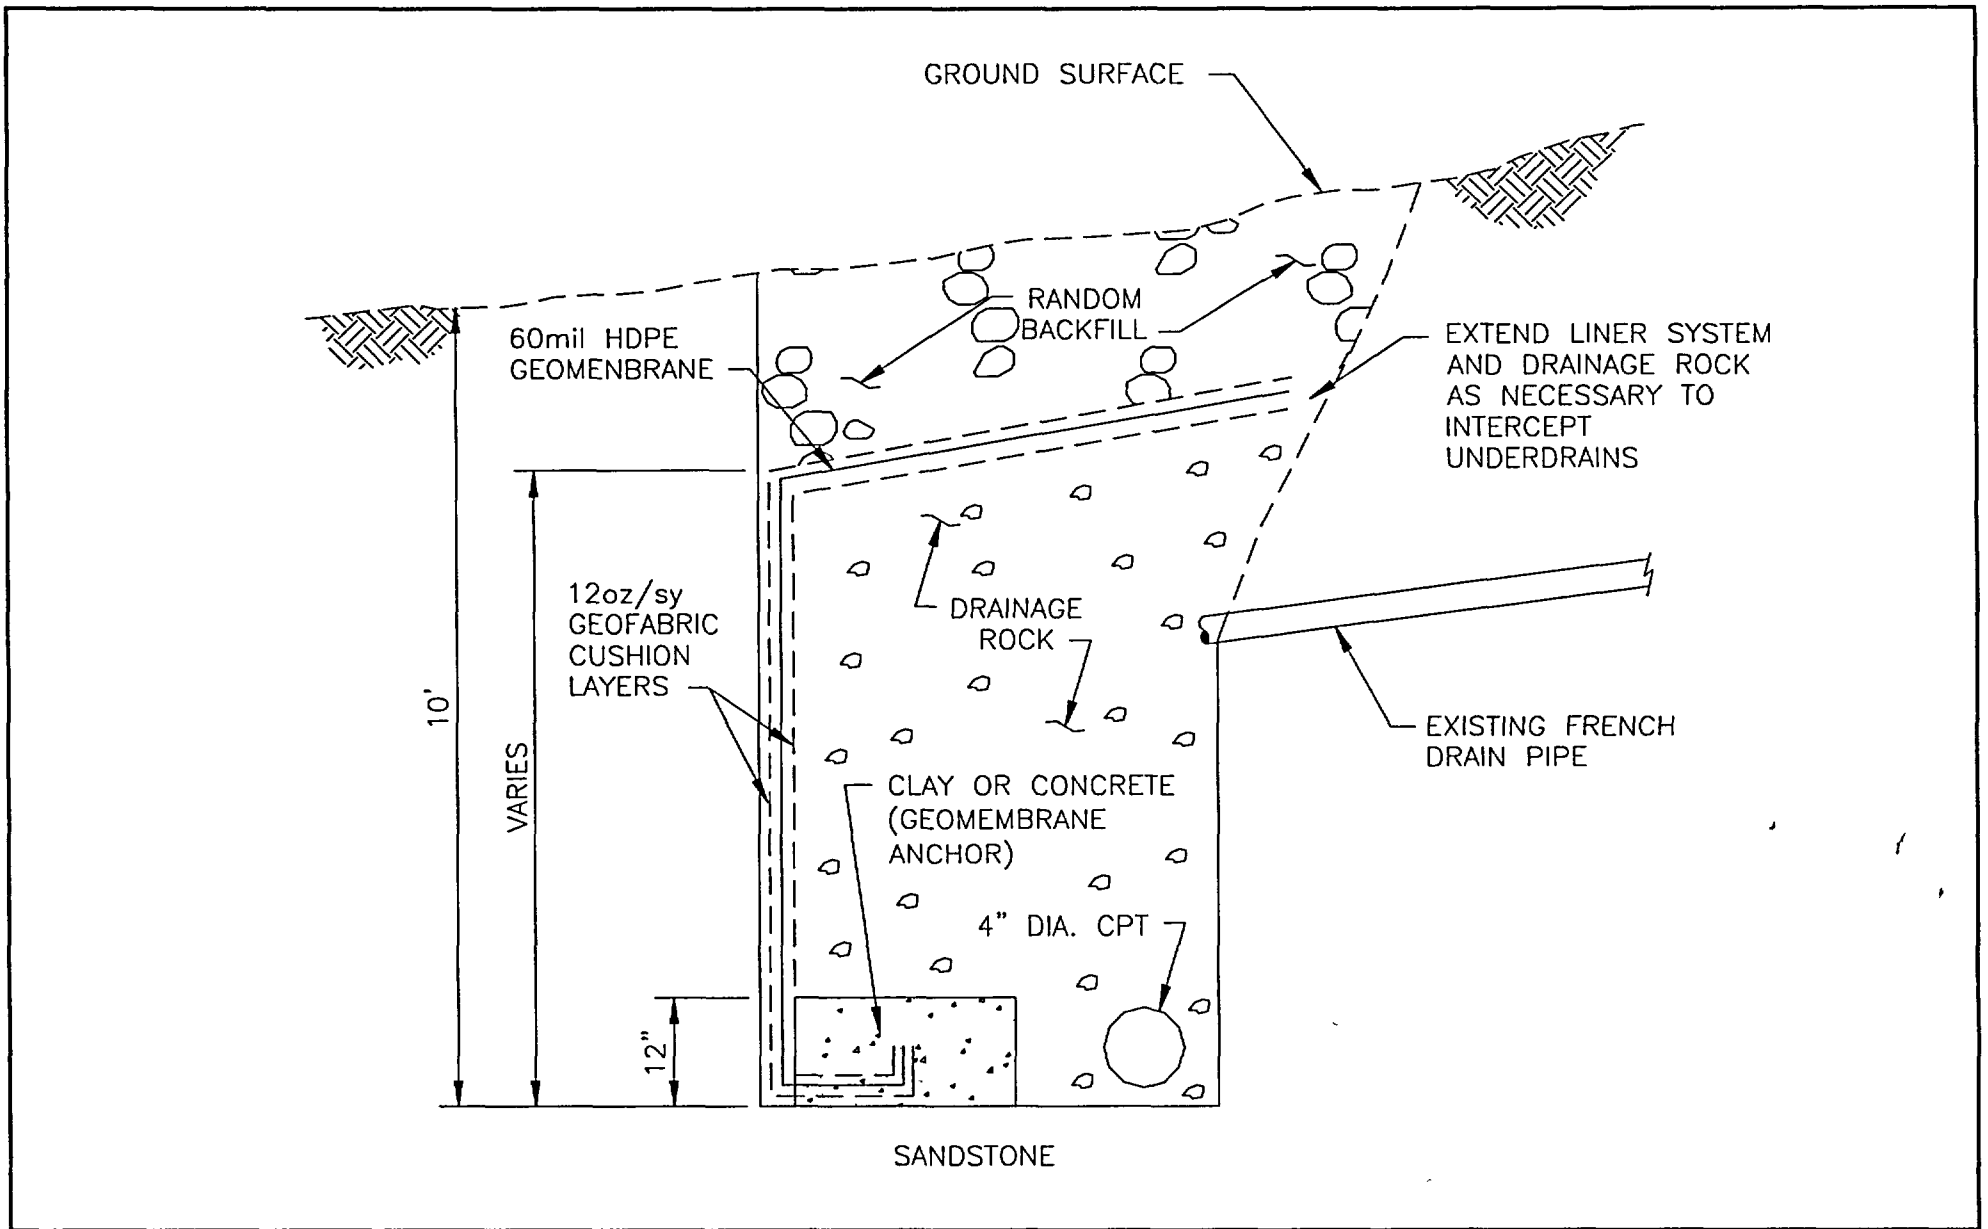 GROUND SURFACE
RANDOM
BACKFILL
60mil HDPE
GEOMENBRANE
EXTEND LINER SYSTEM
AND DRAINAGE ROCK
AS NECESSARY TO
INTERCEPT
UNDERDRAINS
12oz/sy
GEOFABRIC
CUSHION
LAYERS
DRAINAGE
ROCK
10'
VARIES
EXISTING FRENCH
DRAIN PIPE
CLAY OR CONCRETE
(GEOMEMBRANE
ANCHOR)
4" DIA. CPT
12"
SANDSTONE